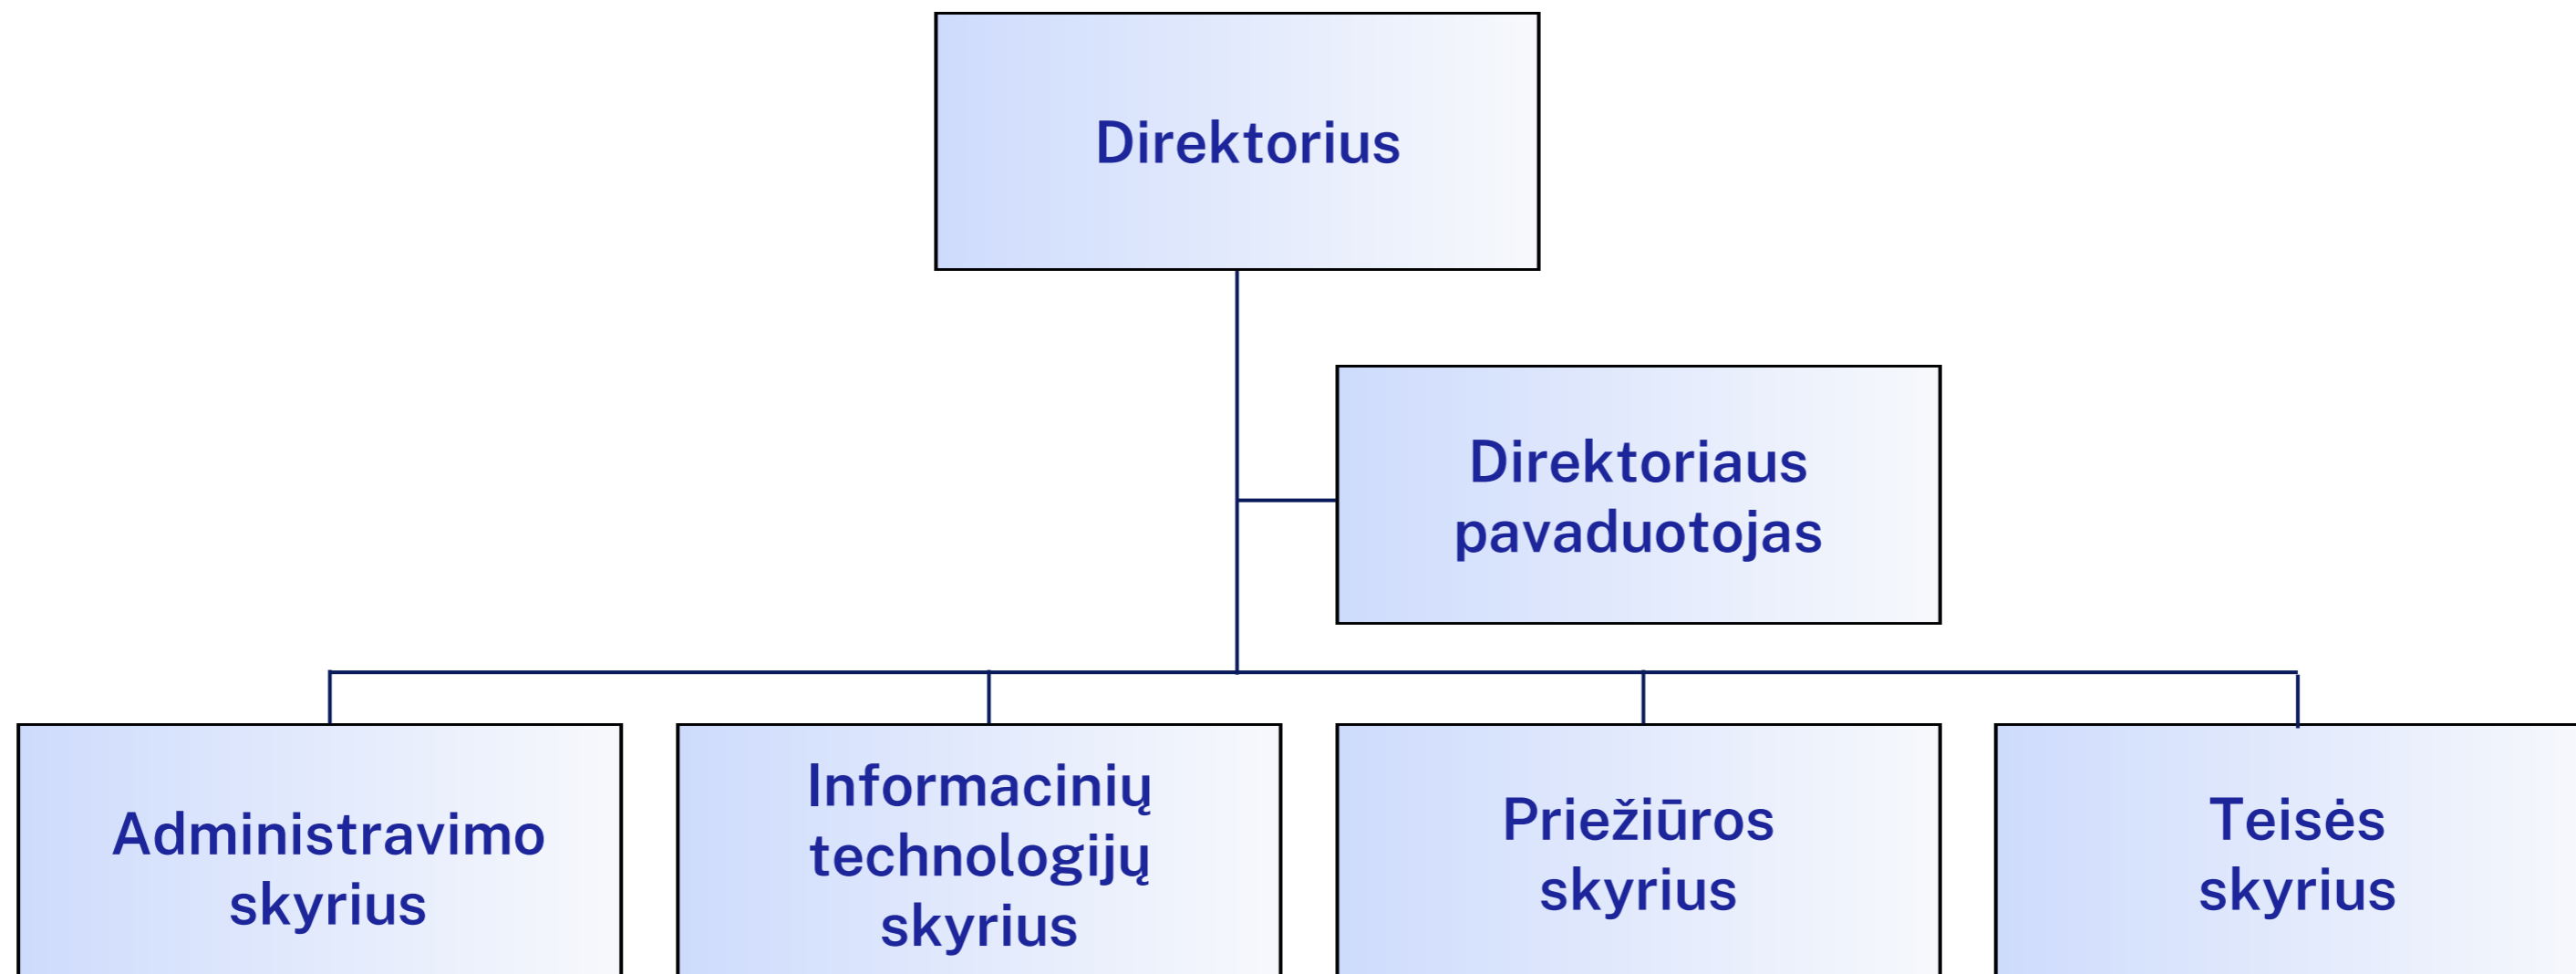 Direktorius
Direktoriaus
pavaduotojas
Administravimo
skyrius
Informacinių
technologijų
skyrius
Priežiūros
skyrius
Teisės
skyrius